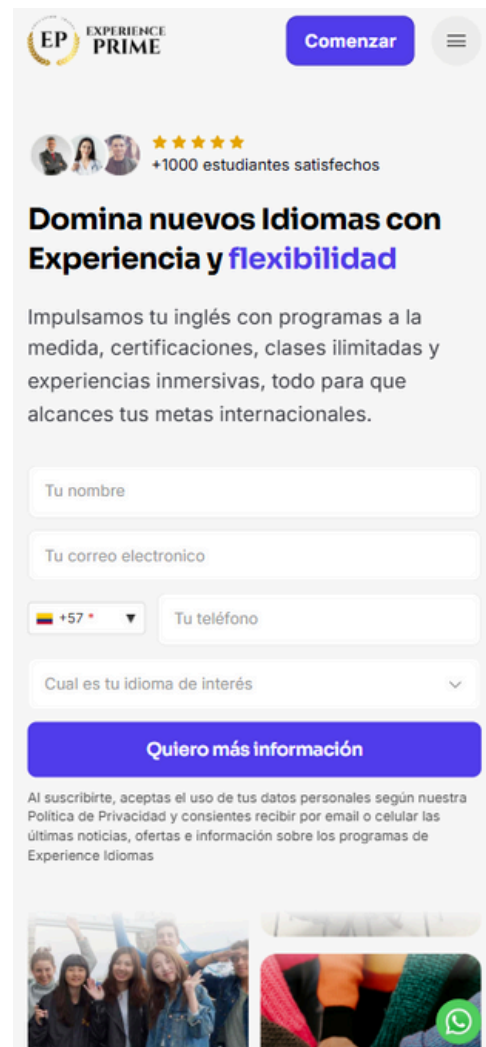 EP EXPERIENCE
PRIME
Comenzar
+1000 estudiantes satisfechos
Domina nuevos Idiomas con
Experiencia y flexibilidad
Impulsamos tu inglés con programas a la
medida, certificaciones, clases ilimitadas y
experiencias inmersivas, todo para que
alcances tus metas internacionales.
Tu nombre
Tu correo electronico
+57 * Tu teléfono
Cual es tu idioma de interés
Quiero más información
Al suscribirte, aceptas el uso de tus datos personales según nuestra
Política de Privacidad y consientes recibir por email o celular las
últimas noticias, ofertas e información sobre los programas de
Experience Idiomas